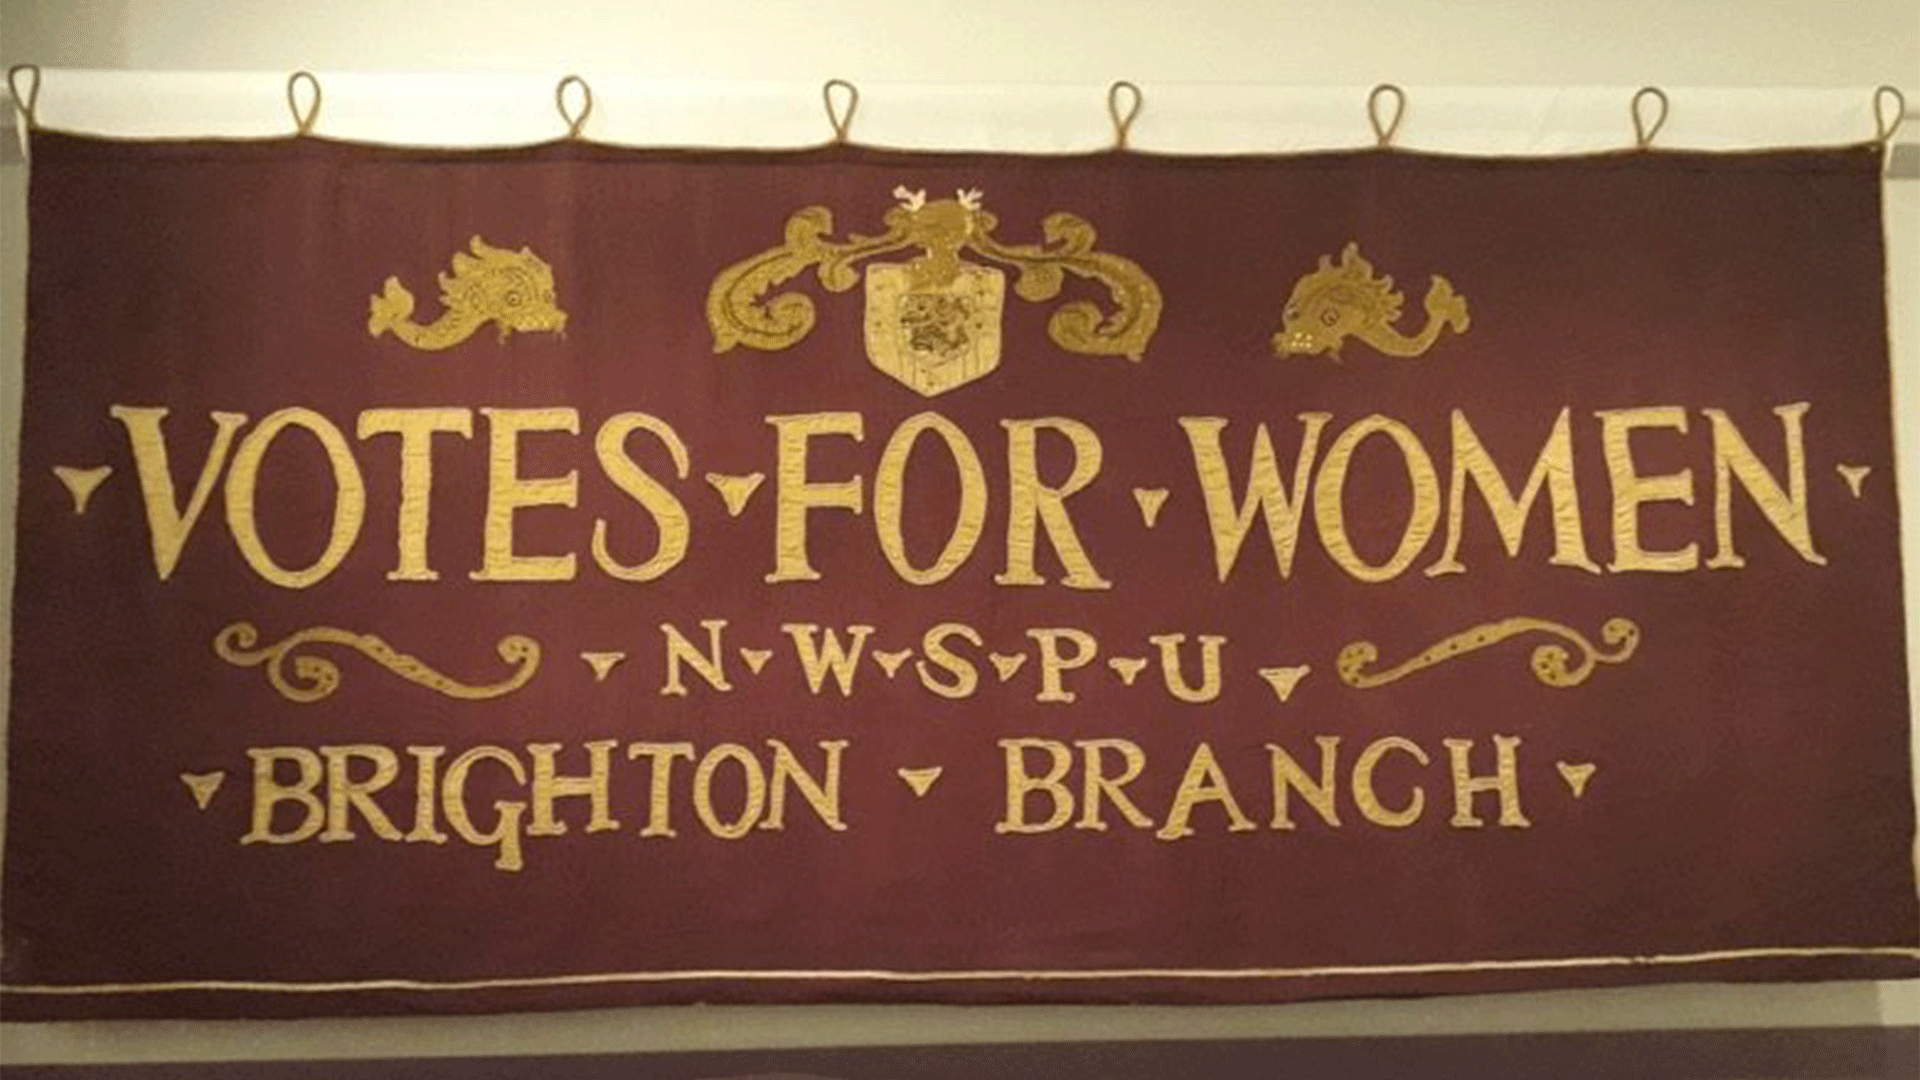 VOTES FOR WOMEN
N W S P U
BRIGHTON BRANCH